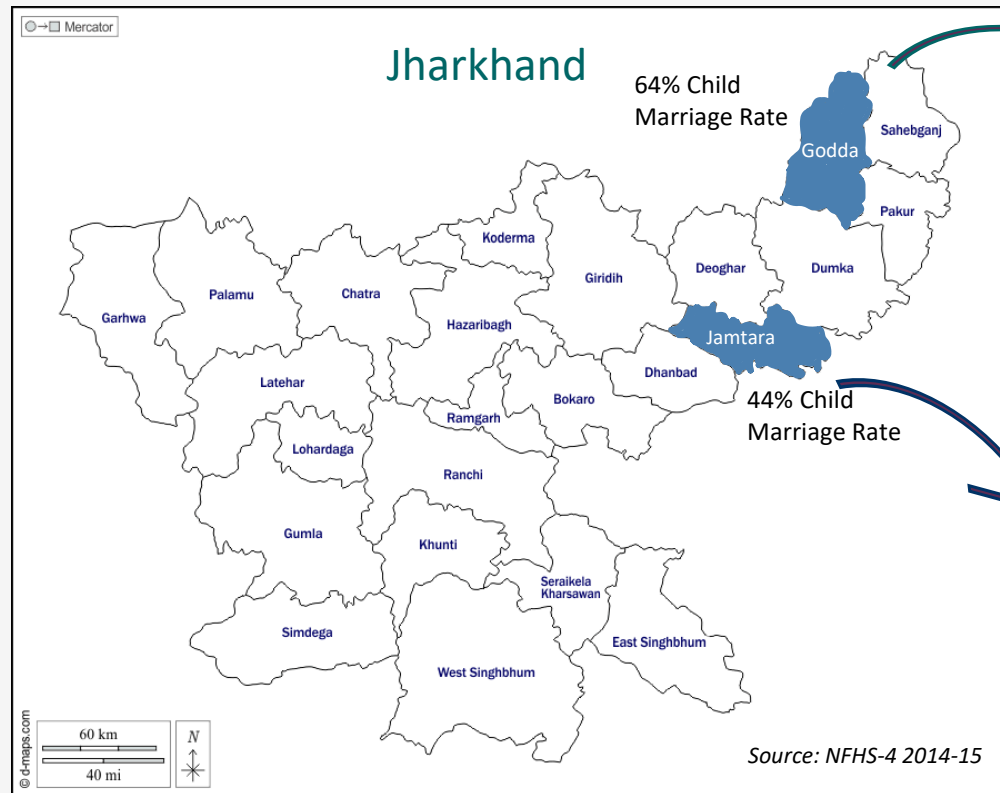 Mercator
Jharkhand
64% Child
Marriage Rate
Sahebganj
Godda
Pakur
Koderma
Deoghar
Dumka
Giridih
Palamu
Chatra
Garhwa
Hazaribagh
Jamtara
Dhanbad
Latehar
Bokaro
44% Child
Marriage Rate
Ramgarh
Lohardaga
Ranchi
Gumla
Khunti
Seraikela
Kharsawan
Simdega
East Singhbhum
West Singhbhum
60 km
40 mi
N
© d-maps.com
Source: NFHS-4 2014-15